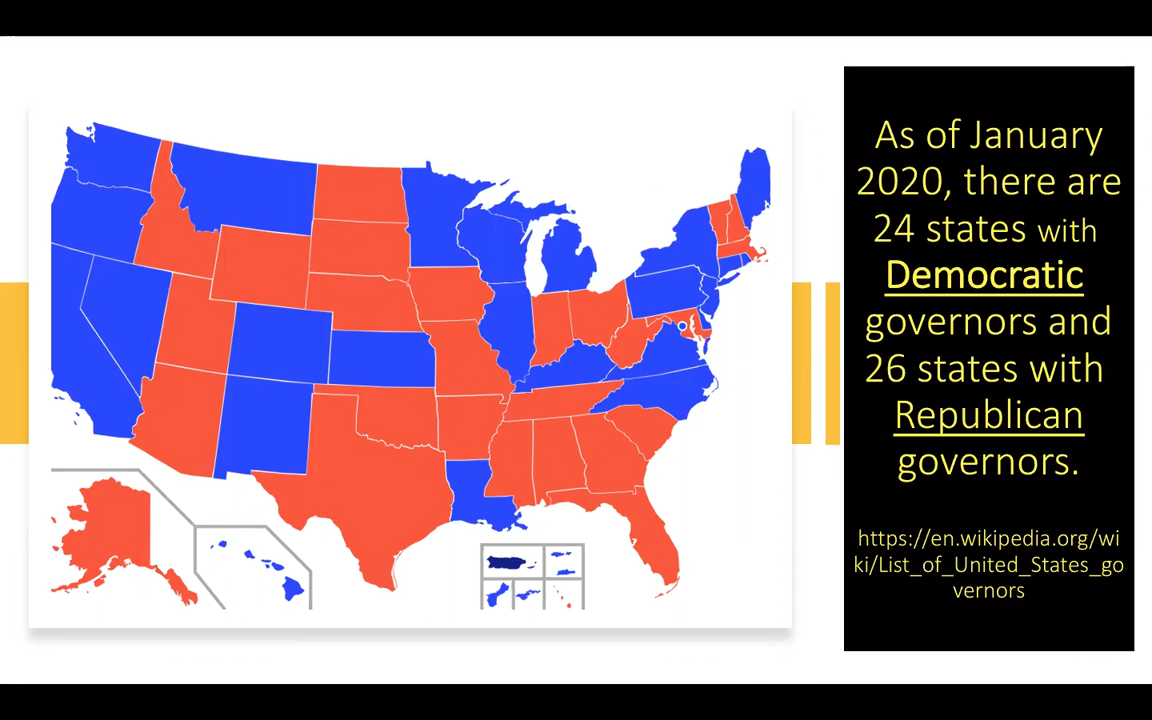 As of January
2020, there are
24 states with
Democratic
governors and
26 states with
Republican
governors.
https://en.wikipedia.org/wi
ki/List_of_United_States_go
vernors